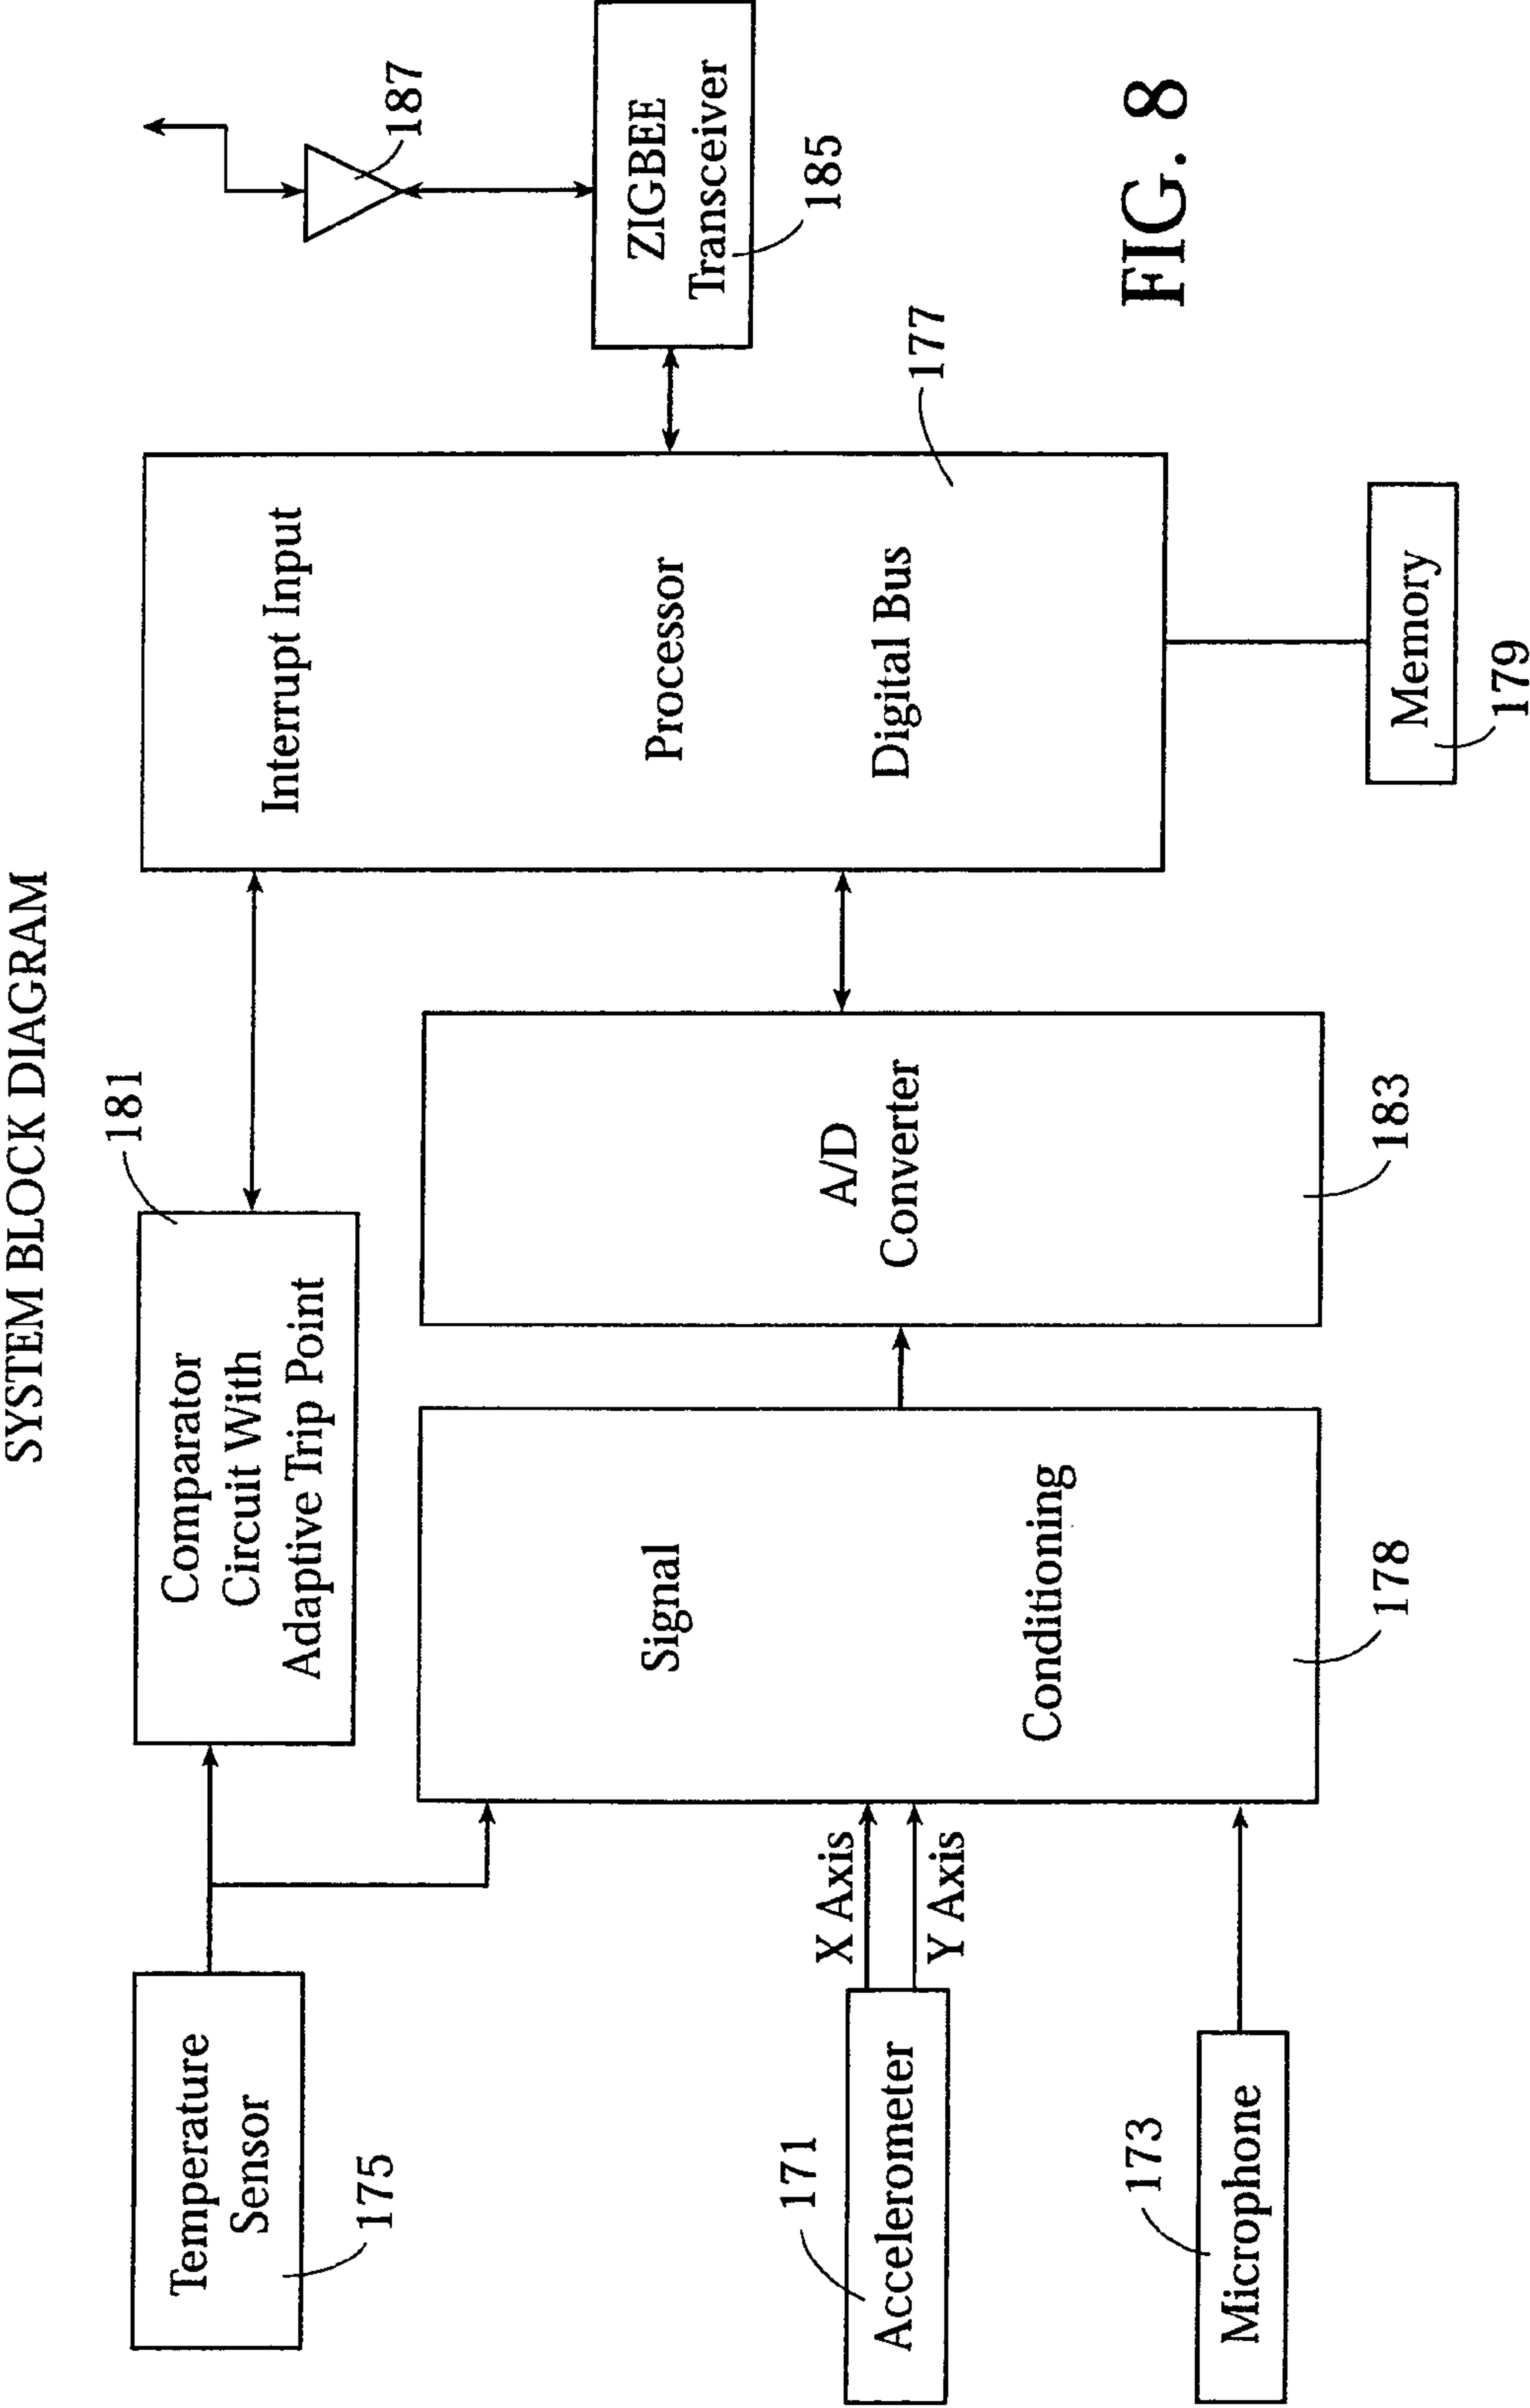 SYSTEM BLOCK DIAGRAM
Temperature
Sensor
175
Comparator
Circuit With
Adaptive Trip Point
181
Interrupt Input
Processor
Digital Bus
177
ZIGBEE
Transceiver
185
187
Accelerometer
171
X Axis
Y Axis
Signal
Conditioning
178
A/D
Converter
183
Microphone
173
Memory
179
FIG. 8